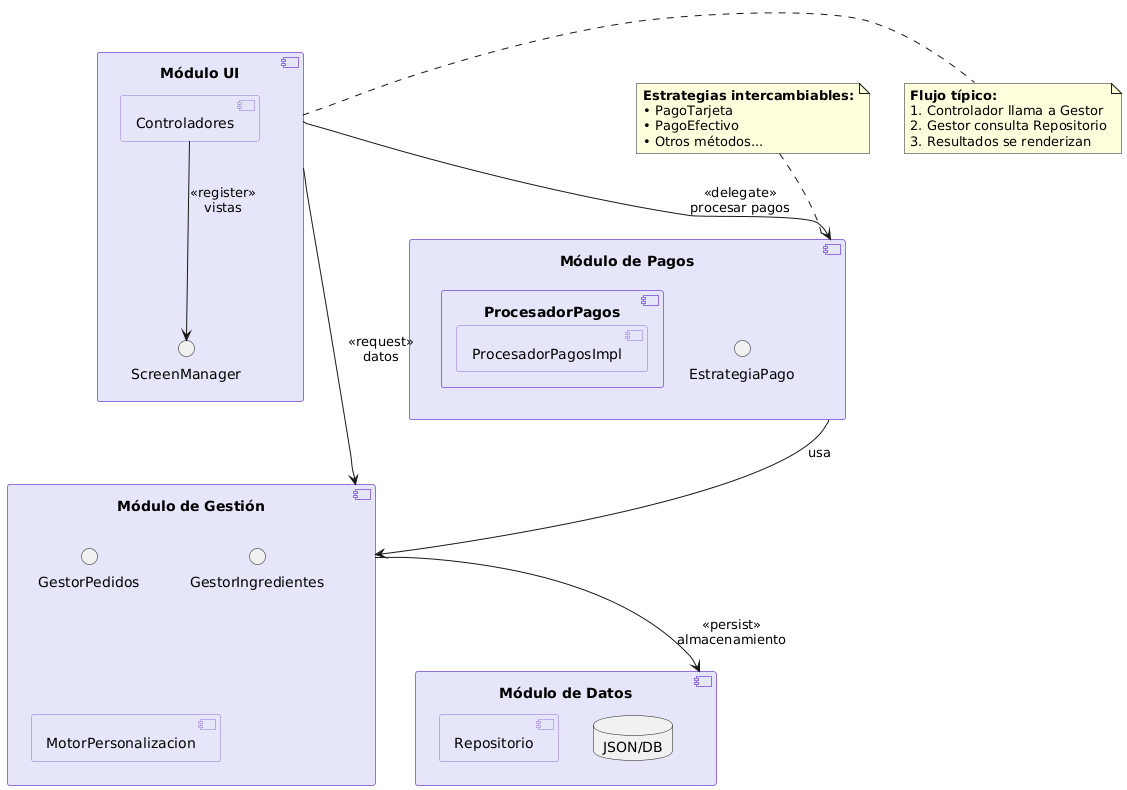 Módulo UI
Controladores
«register»
vistas
ScreenManager
Estrategias intercambiables:
• PagoTarjeta
• PagoEfectivo
• Otros métodos...
Flujo típico:
1. Controlador llama a Gestor
2. Gestor consulta Repositorio
3. Resultados se renderizan
«delegate»
procesar pagos
Módulo de Pagos
ProcesadorPagos
ProcesadorPagosImpl
EstrategiaPago
«request»
datos
usa
Módulo de Gestión
GestorPedidos
GestorIngredientes
MotorPersonalizacion
«persist»
almacenamiento
Módulo de Datos
Repositorio
JSON/DB